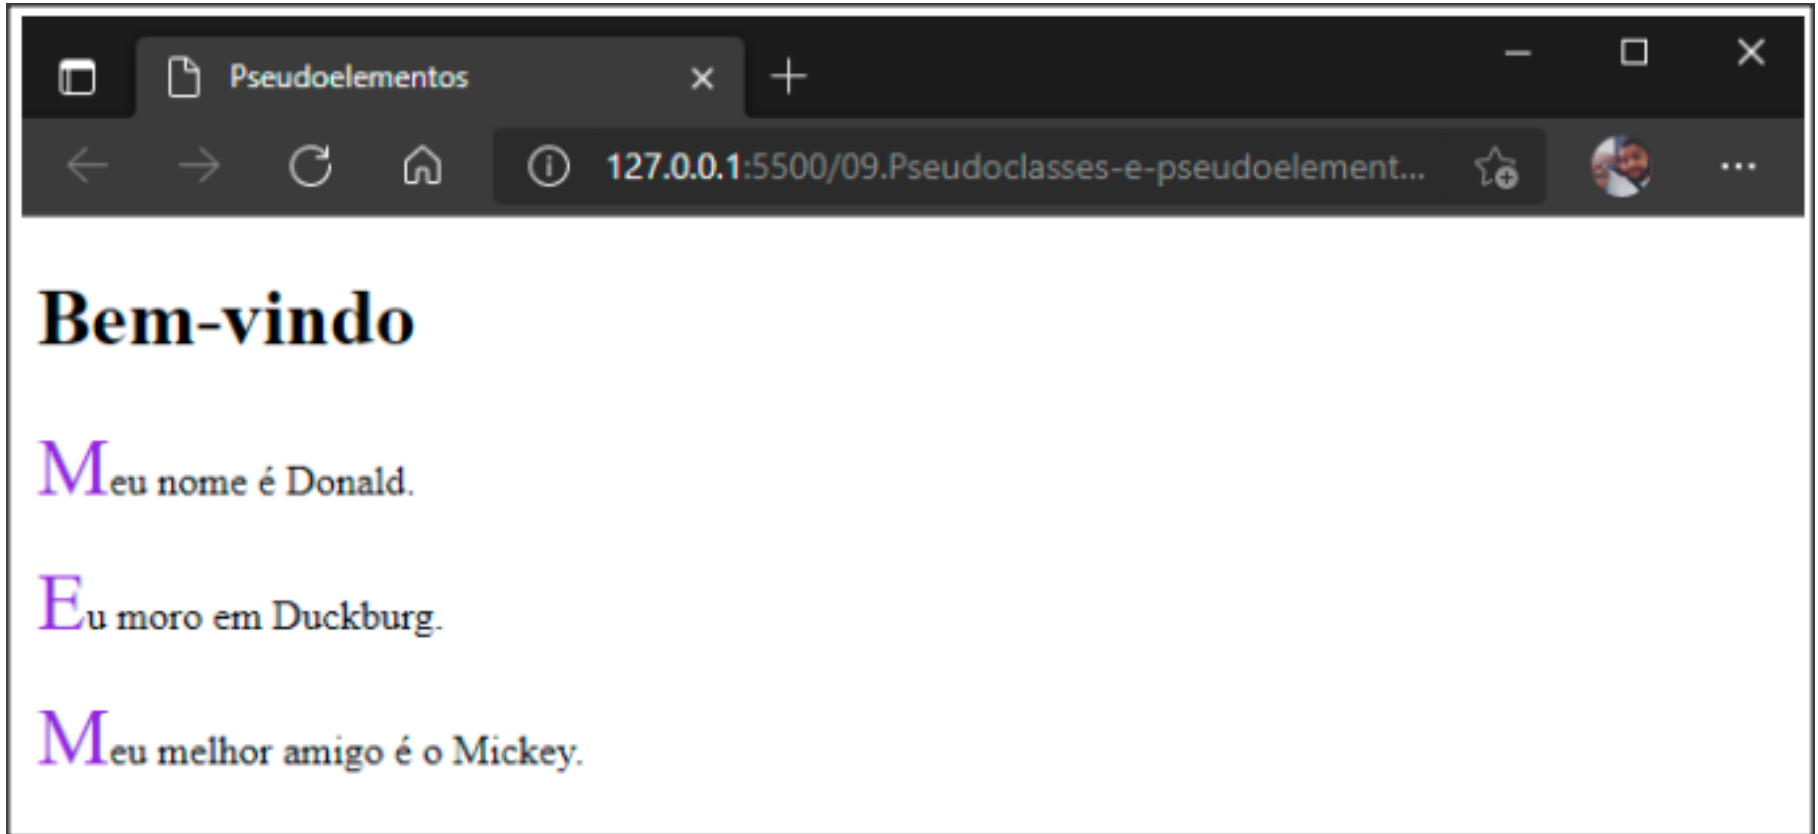 Pseudoelementos
127.0.0.1:5500/09.Pseudoclasses-e-pseudoelement...
Bem-vindo
Meu nome é Donald.
Eu moro em Duckburg.
Meu melhor amigo é o Mickey.